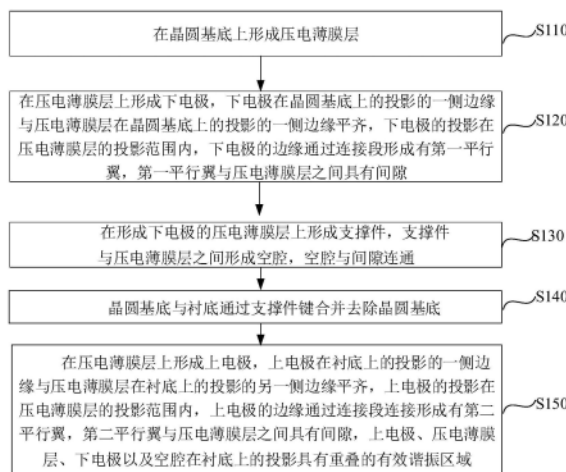 在晶圆基底上形成压电薄膜层
S110
在压电薄膜层上形成下电极，下电极在晶圆基底上的投影的一侧边缘
与压电薄膜层在晶圆基底上的投影的一侧边缘平齐，下电极的投影在
压电薄膜层的投影范围内，下电极的边缘通过连接段形成有第一平行
翼，第一平行翼与压电薄膜层之间具有间隙
S120
在形成下电极的压电薄膜层上形成支撑件，支撑件
与压电薄膜层之间形成空腔，空腔与间隙连通
S130
晶圆基底与衬底通过支撑件键合并去除晶圆基底
S140
在压电薄膜层上形成上电极，上电极在衬底上的投影的一侧边
缘与压电薄膜层在衬底上的投影的另一侧边缘平齐，上电极的投影在
压电薄膜层的投影范围内，上电极的边缘通过连接段连接形成有第二
平行翼，第二平行翼与压电薄膜层之间具有间隙，上电极、压电薄膜
层、下电极以及空腔在衬底上的投影具有重叠的有效谐振区域
S150